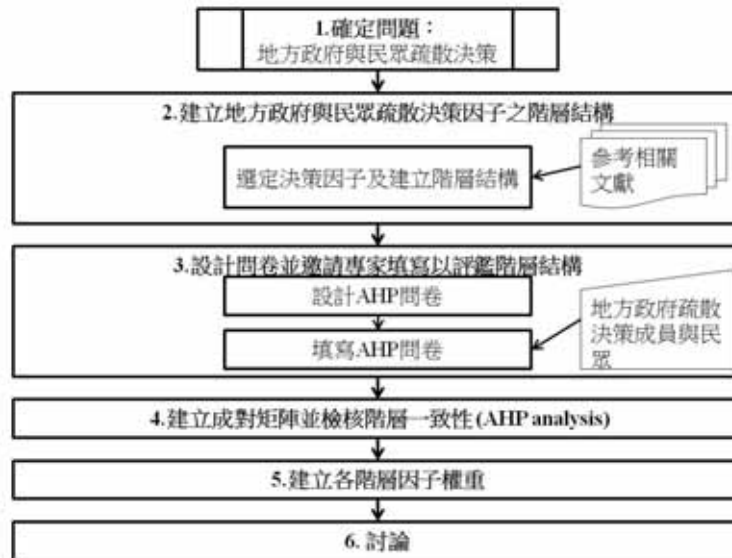 1.確定問題：
地方政府與民眾疏散決策
2.建立地方政府與民眾疏散決策因子之階層結構
選定決策因子及建立階層結構
參考相關
文獻
3.設計問卷並邀請專家填寫以評鑑階層結構
設計AHP問卷
填寫AHP問卷
地方政府疏散
決策成員與民
眾
4.建立成對矩陣並檢核階層一致性(AHP analysis)
5.建立各階層因子權重
6. 討論